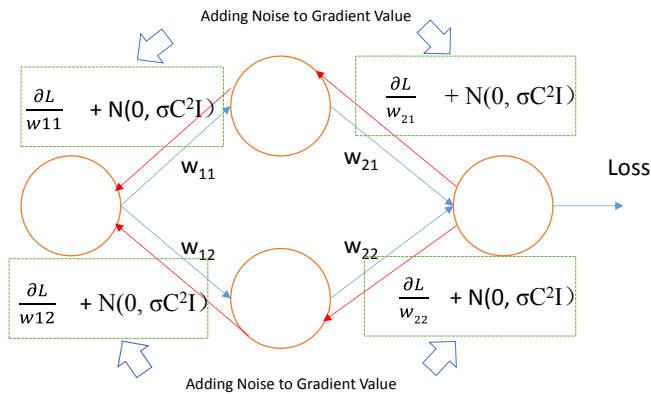 Adding Noise to Gradient Value
∂L/w11 + N(0, σC²I)
∂L/w₂₁ + N(0, σC²I)
w₁₁
w₂₁
Loss
w₁₂
w₂₂
∂L/w12 + N(0, σC²I)
∂L/w₂₂ + N(0, σC²I)
Adding Noise to Gradient Value